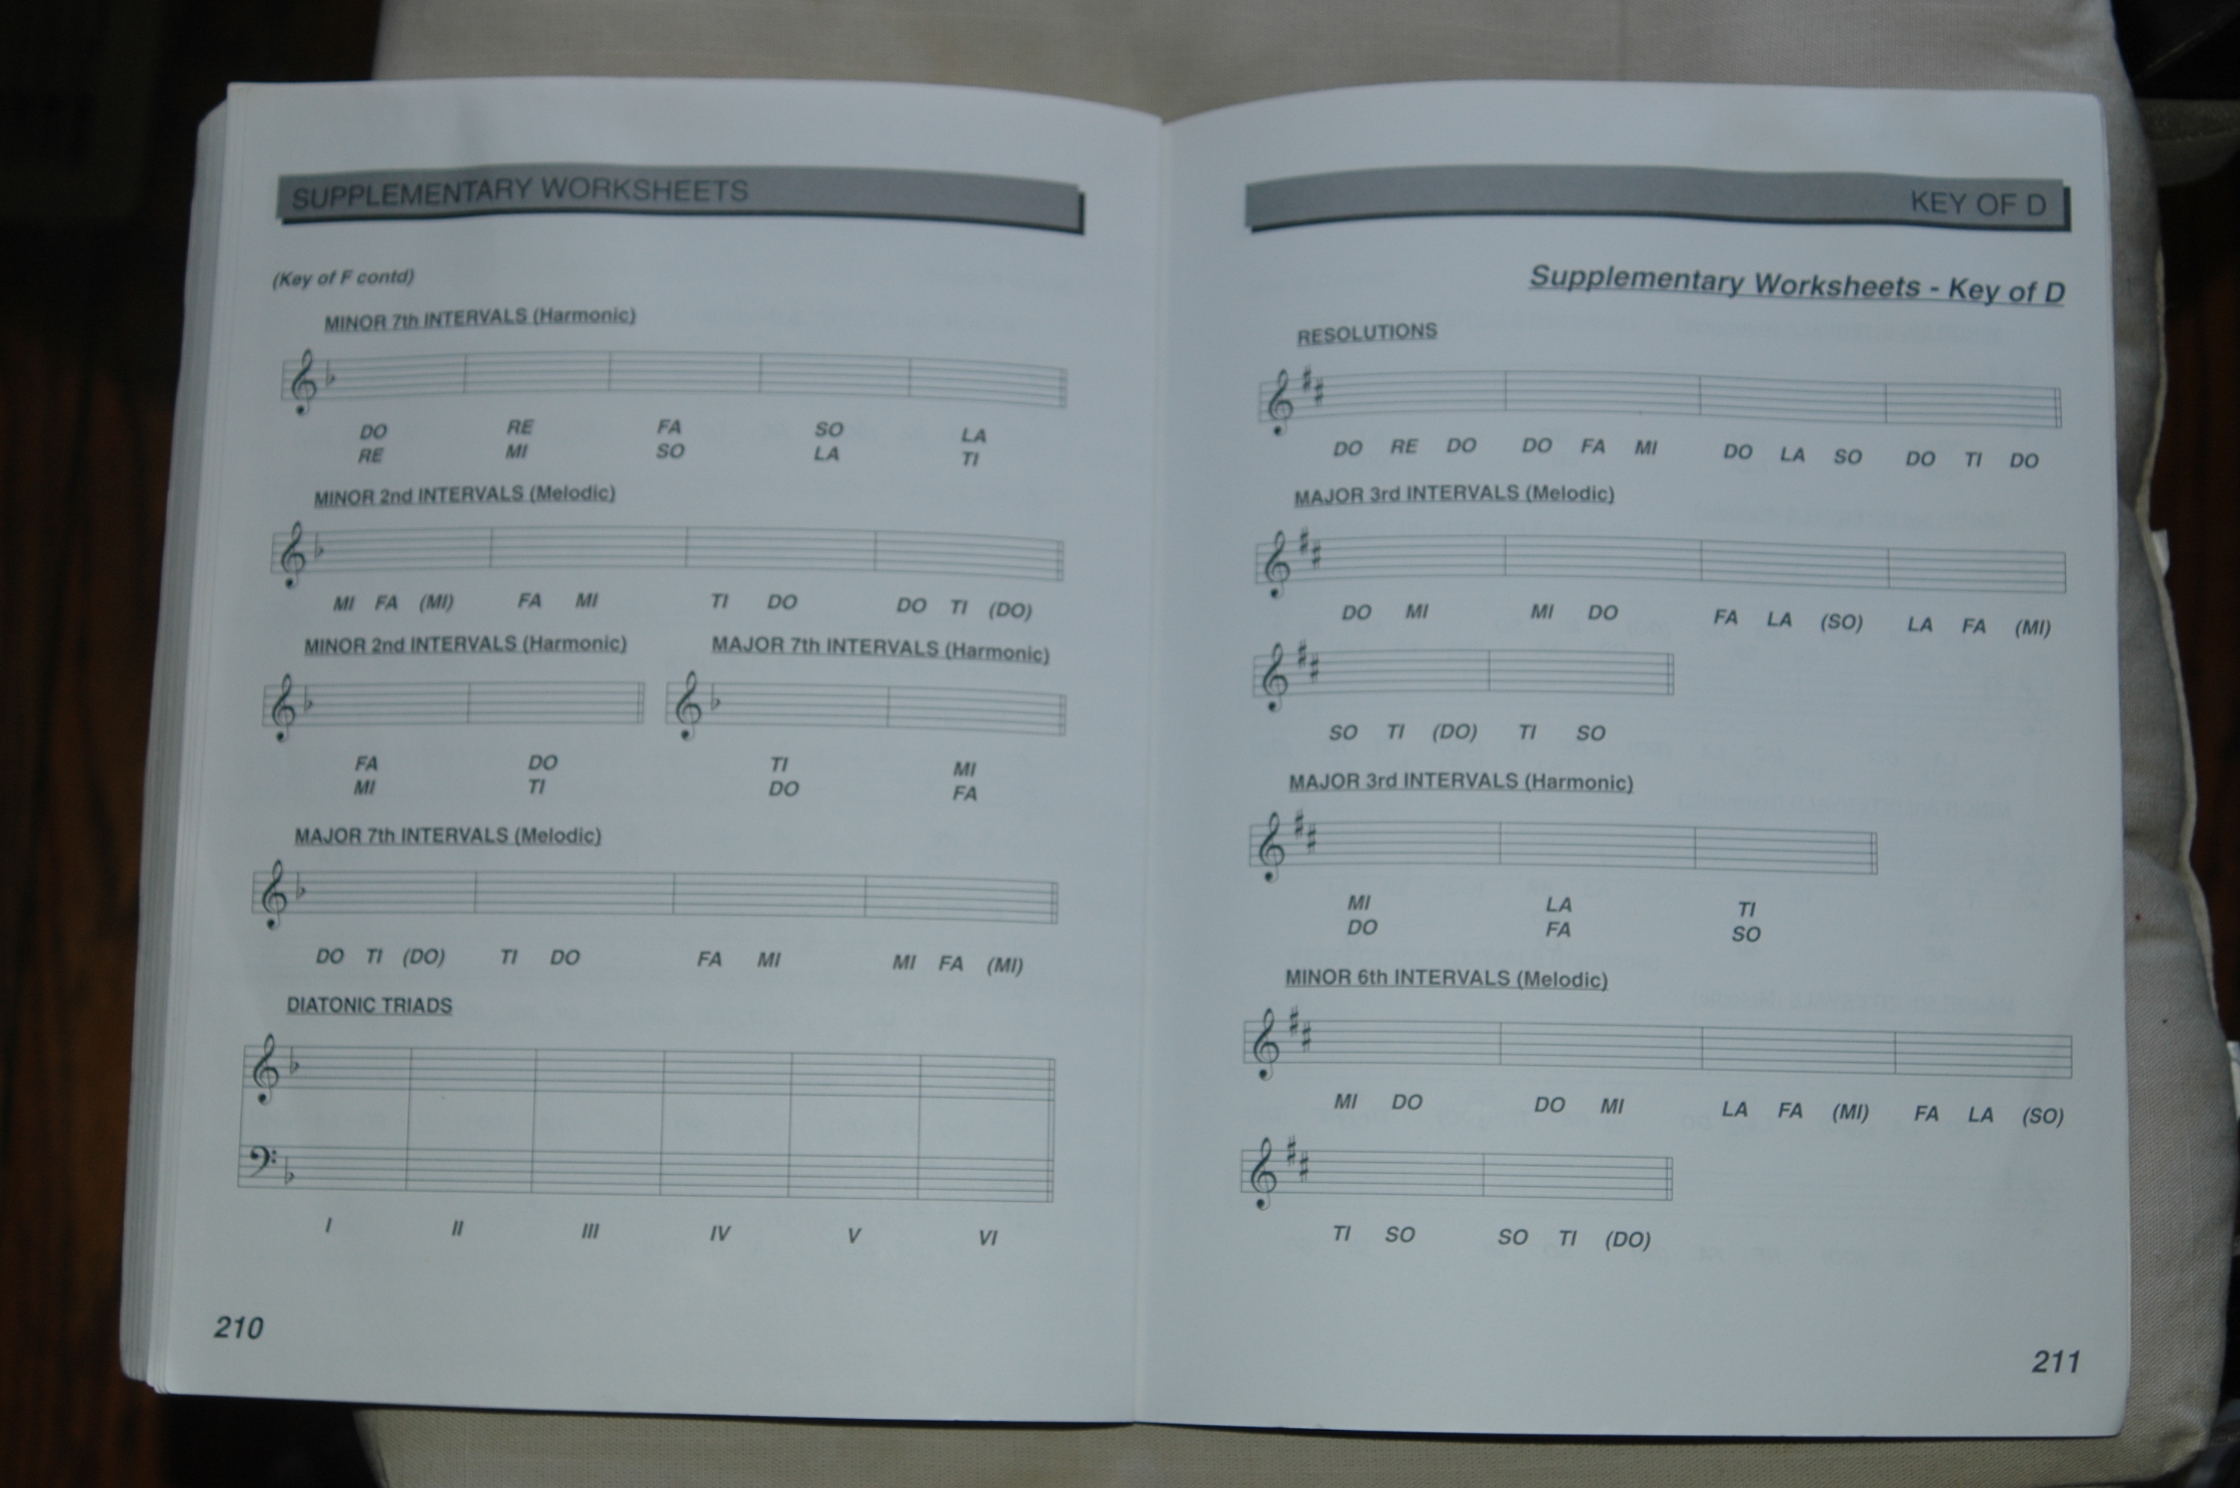 SUPPLEMENTARY WORKSHEETS
(Key of F contd)
MINOR 7th INTERVALS (Harmonic)
DO RE FA SO LA
RE MI SO LA TI
MINOR 2nd INTERVALS (Melodic)
MI FA (MI) FA MI TI DO DO TI (DO)
MINOR 2nd INTERVALS (Harmonic) MAJOR 7th INTERVALS (Harmonic)
FA DO TI MI
MI TI DO FA
MAJOR 7th INTERVALS (Melodic)
DO TI (DO) TI DO FA MI MI FA (MI)
DIATONIC TRIADS
I II III IV V VI
210
KEY OF D
Supplementary Worksheets - Key of D
RESOLUTIONS
DO RE DO DO FA MI DO LA SO DO TI DO
MAJOR 3rd INTERVALS (Melodic)
DO MI MI DO FA LA (SO) LA FA (MI)
SO TI (DO) TI SO
MAJOR 3rd INTERVALS (Harmonic)
MI LA TI
DO FA SO
MINOR 6th INTERVALS (Melodic)
MI DO DO MI LA FA (MI) FA LA (SO)
TI SO SO TI (DO)
211